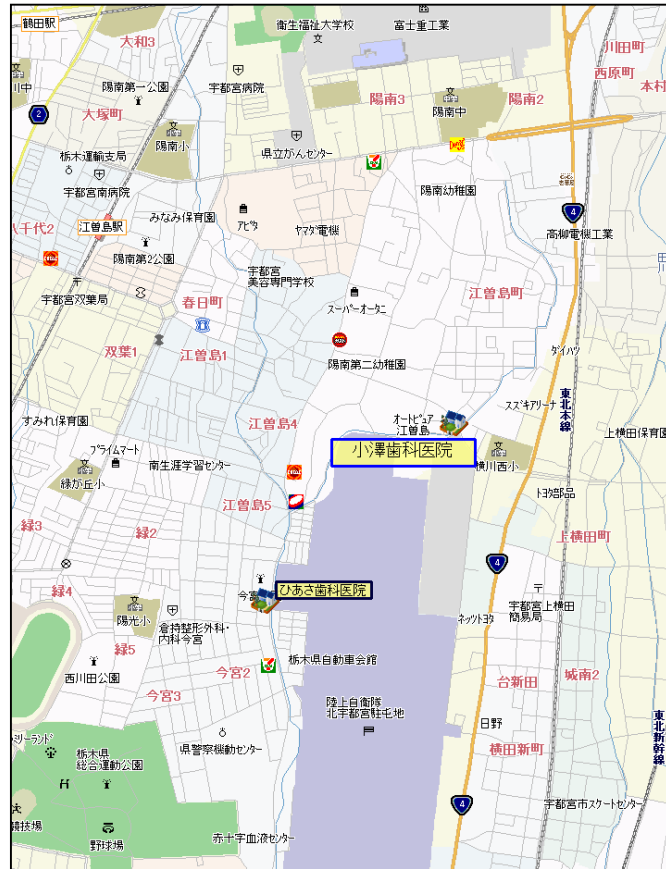 鶴田駅
大和3
衛生福祉大学校
富士重工業
川田町
西原町
本村
川中
陽南第一公園
宇都宮病院
陽南3
陽南2
陽南中
2
大塚町
陽南小
県立がんセンター
栃木運輸支局
宇都宮南病院
陽南幼稚園
みなみ保育園
アピタ
ヤマダ電機
4
高柳電機工業
八千代2
江曽島駅
陽南第2公園
宇都宮
美容専門学校
江曽島町
宇都宮双葉局
春日町
スーパーオータニ
双葉1
江曽島1
陽南第二幼稚園
ダイハツ
東北本線
スズキアリーナ
すみれ保育園
江曽島4
オートピュア
江曽島
上横田保育園
小澤歯科医院
プライムマート
南生涯学習センター
横川西小
緑が丘小
江曽島5
トヨタ部品
緑3
緑2
上横田町
4
緑4
今宮
ひあさ歯科医院
陽光小
倉持整形外科・
内科今宮
ネッツトヨタ
宇都宮上横田
簡易局
緑5
西川田公園
今宮2
栃木県自動車会館
今宮3
台新田
城南2
陸上自衛隊
北宇都宮駐屯地
日野
横田新町
東北新幹線
ジーランド
栃木県
総合運動公園
県警察機動センター
4
宇都宮市スケートセンター
競技場
野球場
赤十字血液センター